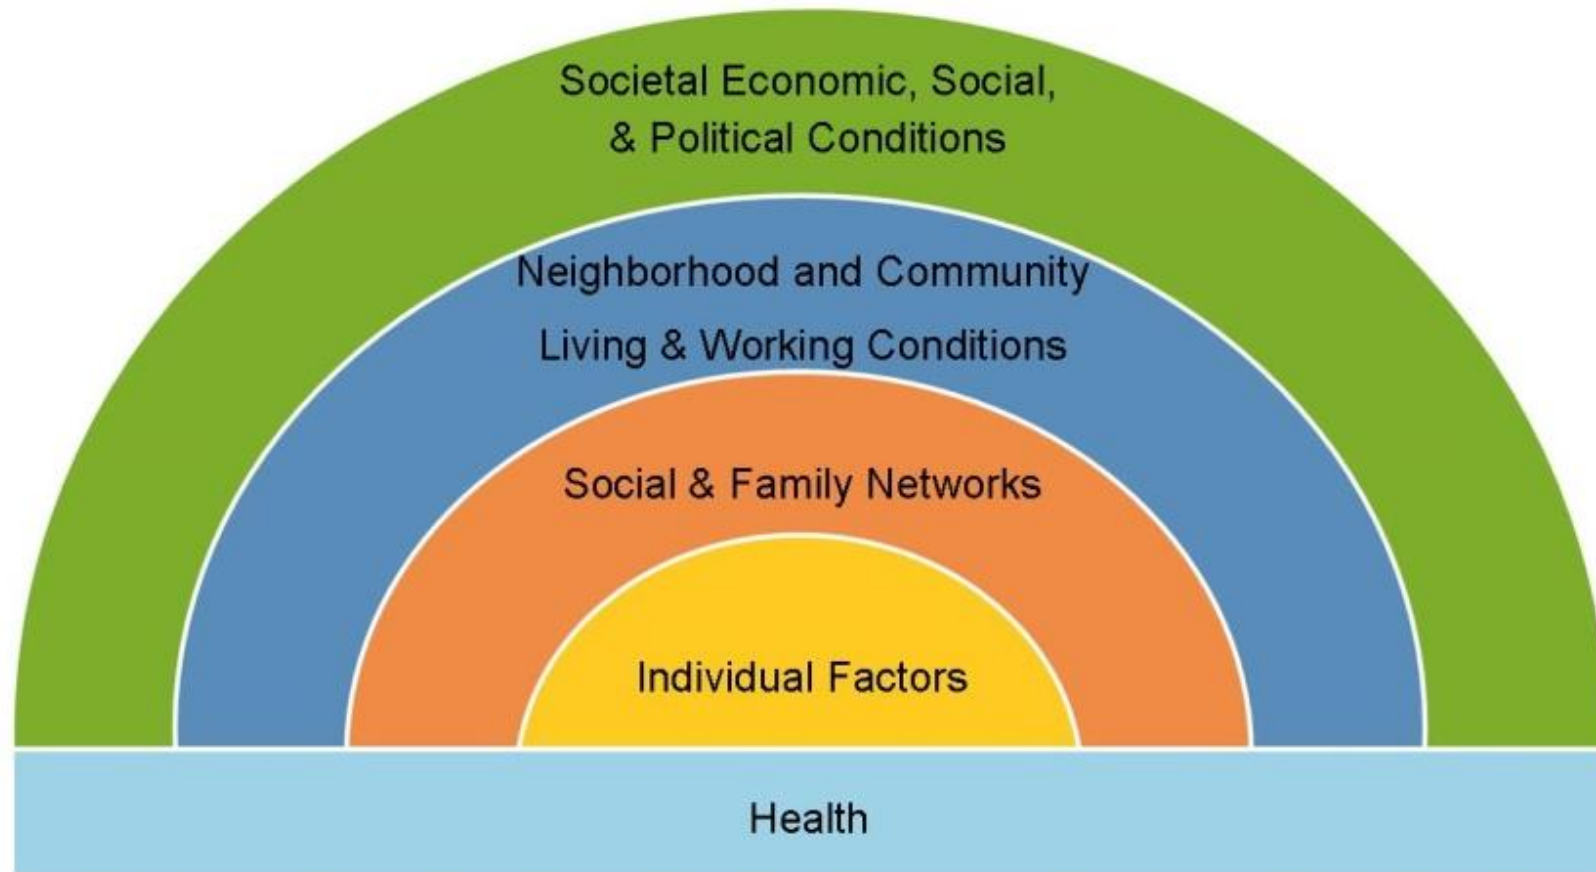 Societal Economic, Social,
& Political Conditions
Neighborhood and Community
Living & Working Conditions
Social & Family Networks
Individual Factors
Health